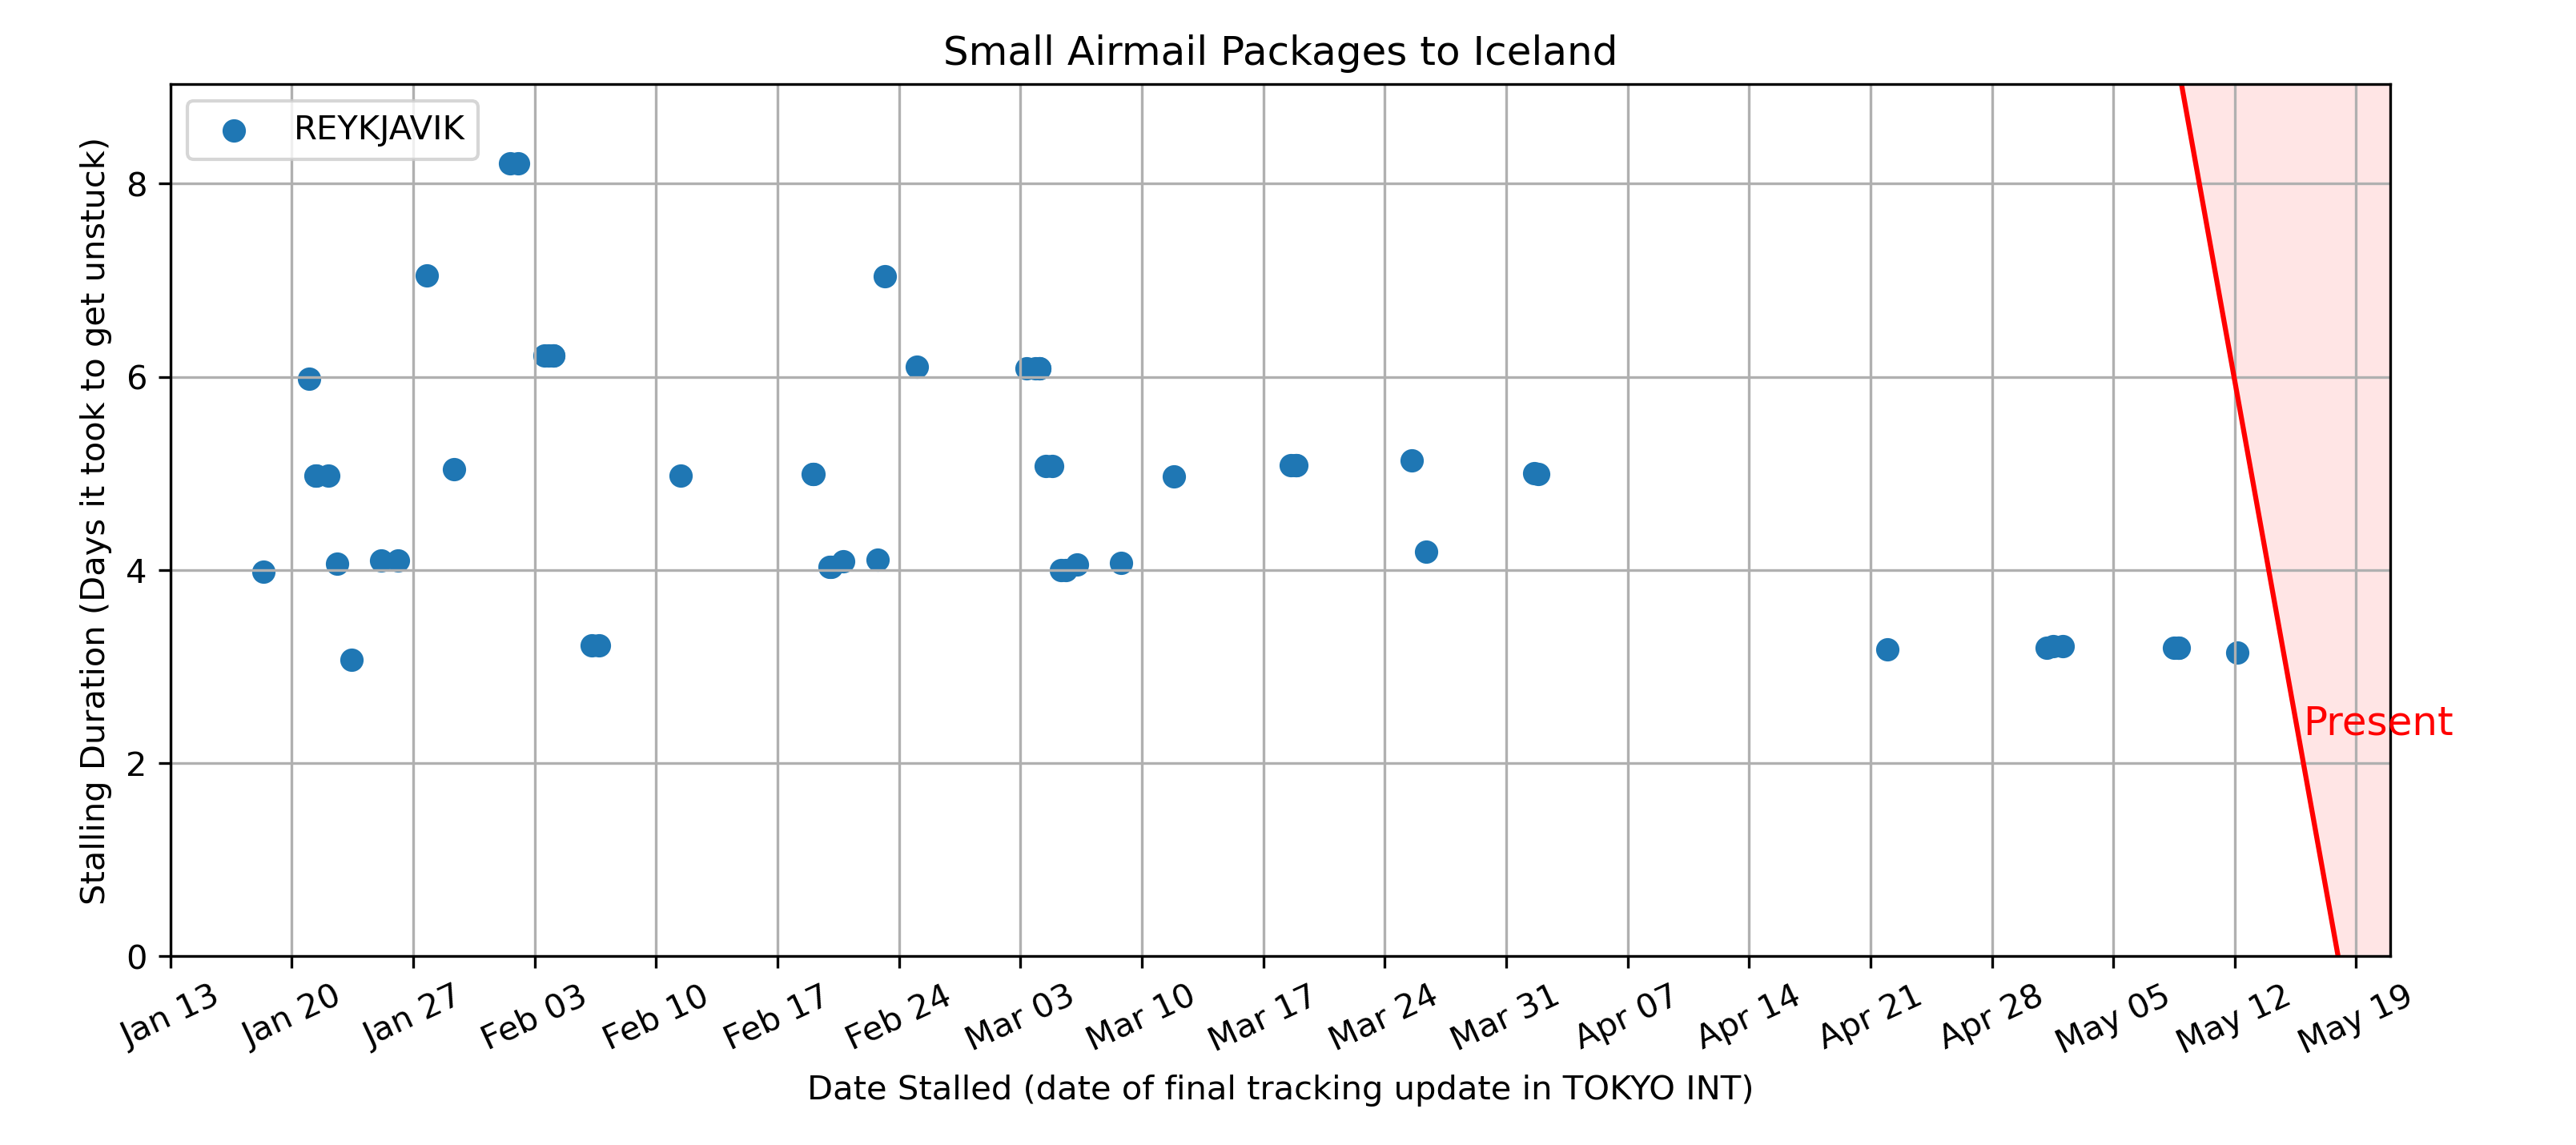 Small Airmail Packages to Iceland
REYKJAVIK
Stalling Duration (Days it took to get unstuck)
8
6
4
2
0
Present
Jan 13
Jan 20
Jan 27
Feb 03
Feb 10
Feb 17
Feb 24
Mar 03
Mar 10
Mar 17
Mar 24
Mar 31
Apr 07
Apr 14
Apr 21
Apr 28
May 05
May 12
May 19
Date Stalled (date of final tracking update in TOKYO INT)